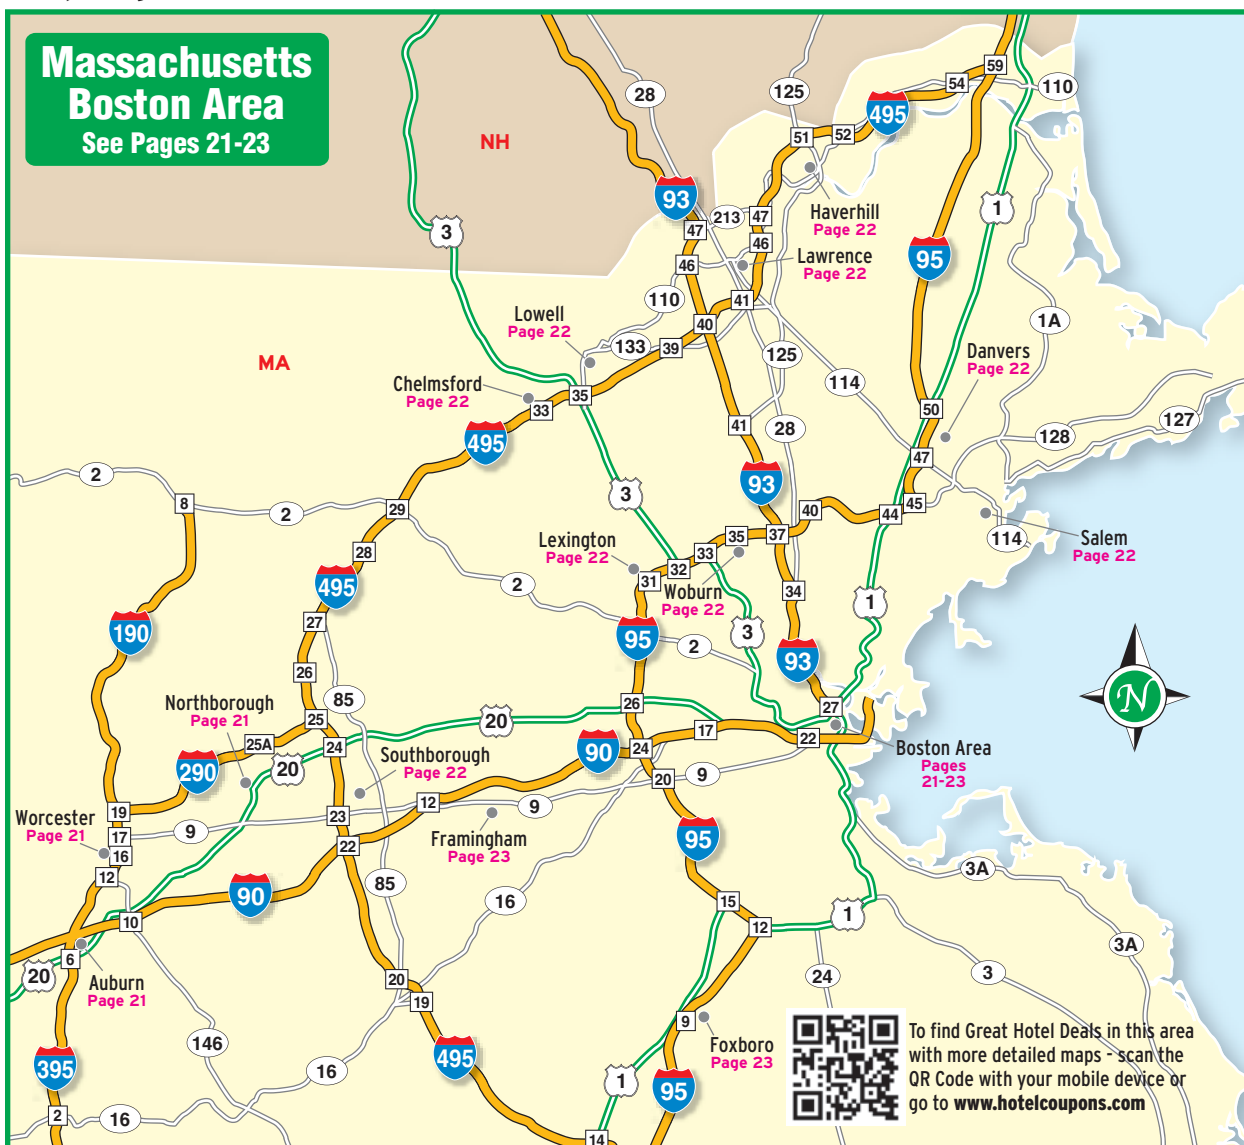 Massachusetts
Boston Area
See Pages 21-23
NH
MA
28
125
54
59
110
495
51
52
93
3
213
47
47
1
Haverhill
Page 22
46
46
95
Lawrence
Page 22
110
41
40
1A
Lowell
Page 22
133
39
125
Danvers
Page 22
114
Chelmsford
Page 22
33
35
50
41
28
127
128
495
47
2
8
2
29
3
93
40
45
44
28
Lexington
Page 22
33
35
37
Salem
Page 22
114
31
32
Woburn
Page 22
495
2
34
1
27
190
95
2
3
93
26
Northborough
Page 21
85
26
27
25
20
17
22
25A
24
90
24
Boston Area
Pages
21-23
290
20
Southborough
Page 22
20
9
19
12
9
Worcester
Page 21
17
9
23
Framingham
Page 23
95
16
22
12
85
3A
90
16
15
10
12
1
3A
6
20
Auburn
Page 21
20
24
3
19
9
Foxboro
Page 23
146
395
16
495
1
95
2
16
14
To find Great Hotel Deals in this area
with more detailed maps - scan the
QR Code with your mobile device or
go to www.hotelcoupons.com
N